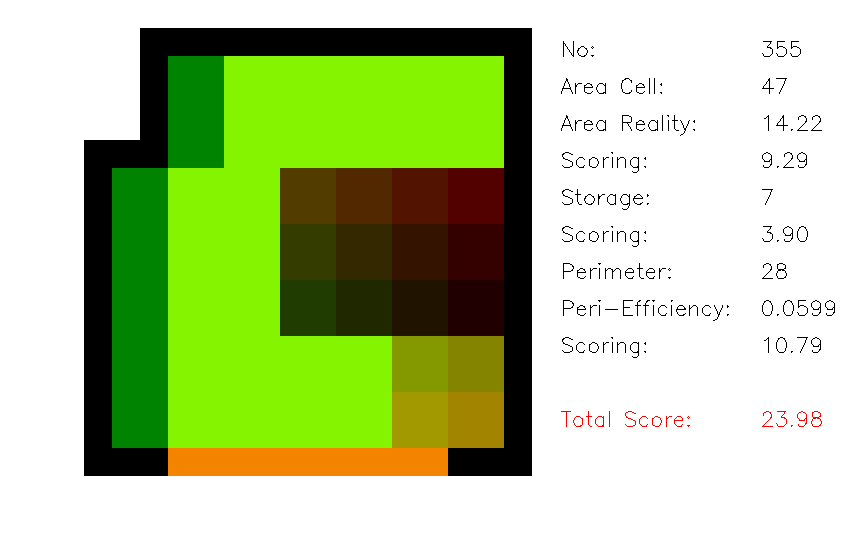 No: 355
Area Cell: 47
Area Reality: 14.22
Scoring: 9.29
Storage: 7
Scoring: 3.90
Perimeter: 28
Peri-Efficiency: 0.0599
Scoring: 10.79
Total Score: 23.98